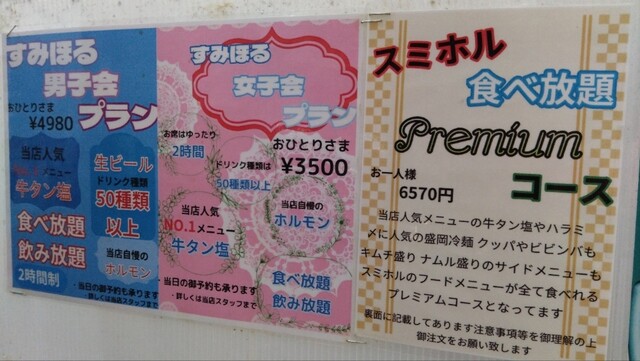 すみほる
男子会
プラン
おひとりさま
¥4980
当店人気
メニュー
牛タン塩
食べ放題
飲み放題
2時間制
生ビール
ドリンク種類
50種類
以上
当店自慢の
ホルモン
・当日の予約も承ります
・詳しくは当店スタッフまで
すみほる
女子会
プラン
お席はゆったり
2時間
ドリンク種類は
50種類以上
おひとりさま
¥3500
当店人気
NO.1メニュー
牛タン塩
当店自慢の
ホルモン
食べ放題
飲み放題
・当日の御予約も承ります
・詳しくは当店スタッフまで
スミホル
食べ放題
Premium
コース
お一人様
6570円
当店人気メニューの牛タン塩やハラミ
〆に人気の盛岡冷麺 クッパやビビンバも
キムチ盛り ナムル盛りのサイドメニューも
スミホルのフードメニューが全て食べれる
プレミアムコースとなってます
裏面に記載してあります注意事項等を御理解の上
御注文をお願い致します